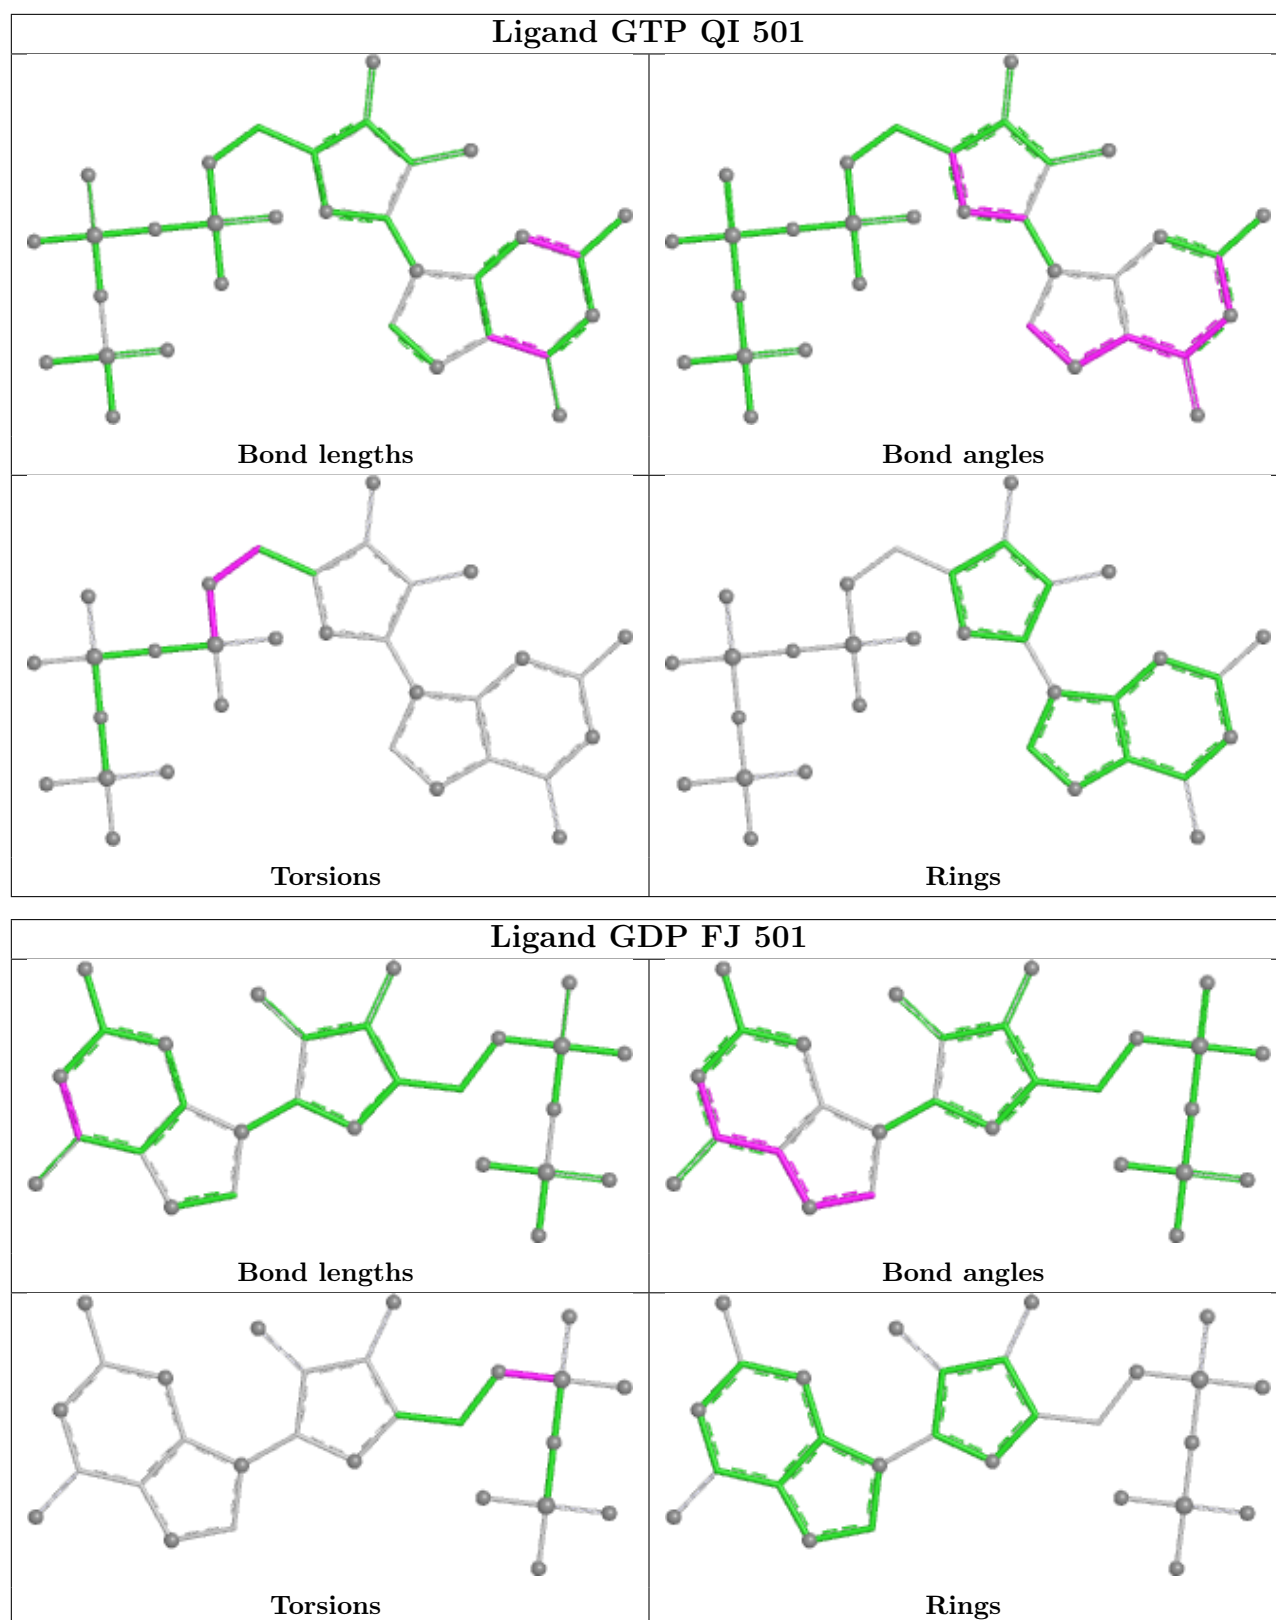 Ligand GTP QI 501
Bond lengths
Bond angles
Torsions
Rings
Ligand GDP FJ 501
Bond lengths
Bond angles
Torsions
Rings